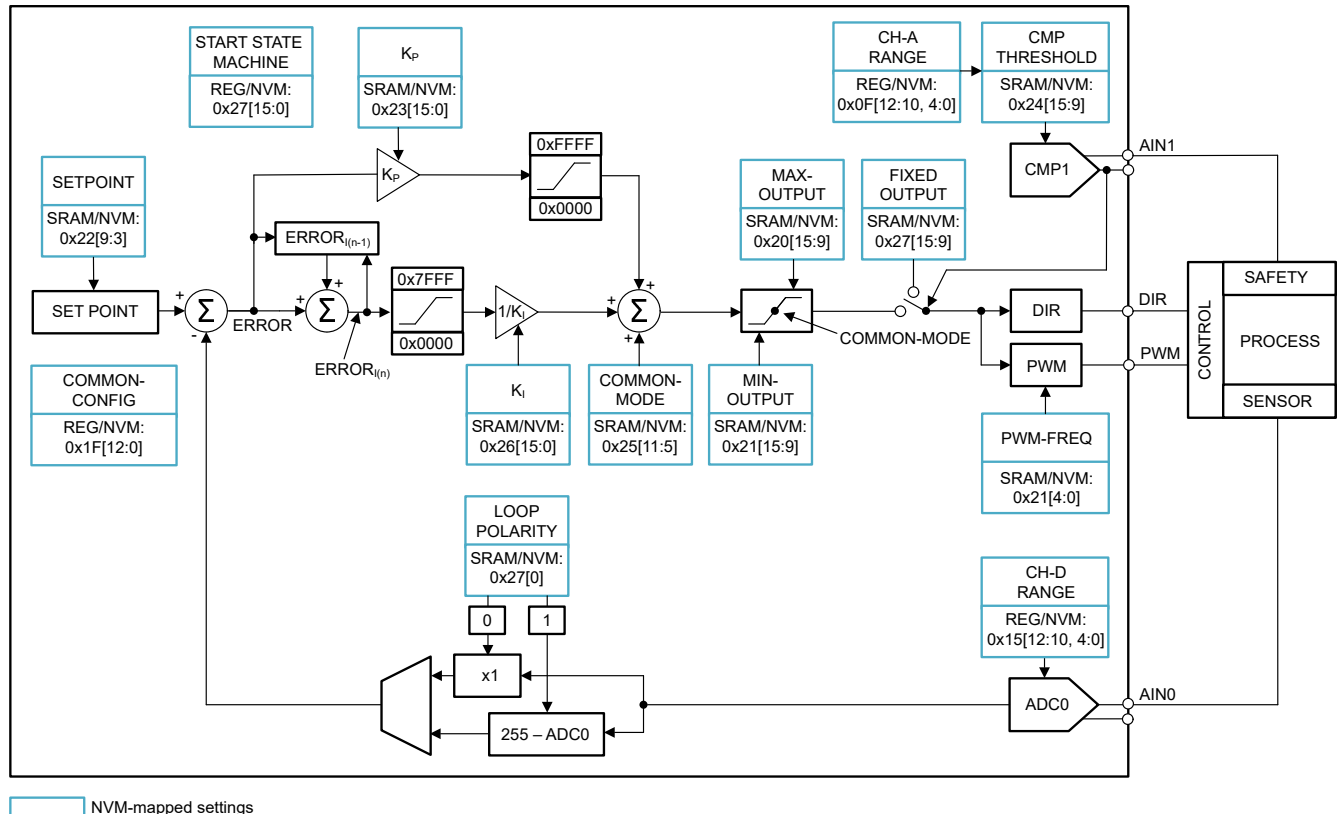 START STATE
MACHINE
REG/NVM:
0x27[15:0]
KP
SRAM/NVM:
0x23[15:0]
CH-A
RANGE
REG/NVM:
0x0F[12:10, 4:0]
CMP
THRESHOLD
SRAM/NVM:
0x24[15:9]
AIN1
CMP1
SETPOINT
SRAM/NVM:
0x22[9:3]
KP
0xFFFF
0x0000
MAX-
OUTPUT
SRAM/NVM:
0x20[15:9]
FIXED
OUTPUT
SRAM/NVM:
0x27[15:9]
ERRORI(n-1)
SET POINT
+
-
Σ
ERROR
+
+
Σ
ERRORI(n)
0x7FFF
0x0000
1/KI
+
+
+
Σ
COMMON-MODE
DIR
DIR
PWM
PWM
CONTROL
SAFETY
PROCESS
SENSOR
COMMON-
CONFIG
REG/NVM:
0x1F[12:0]
KI
SRAM/NVM:
0x26[15:0]
COMMON-
MODE
SRAM/NVM:
0x25[11:5]
MIN-
OUTPUT
SRAM/NVM:
0x21[15:9]
PWM-FREQ
SRAM/NVM:
0x21[4:0]
LOOP
POLARITY
SRAM/NVM:
0x27[0]
0
1
x1
255 – ADC0
CH-D
RANGE
REG/NVM:
0x15[12:10, 4:0]
ADC0
AIN0
NVM-mapped settings